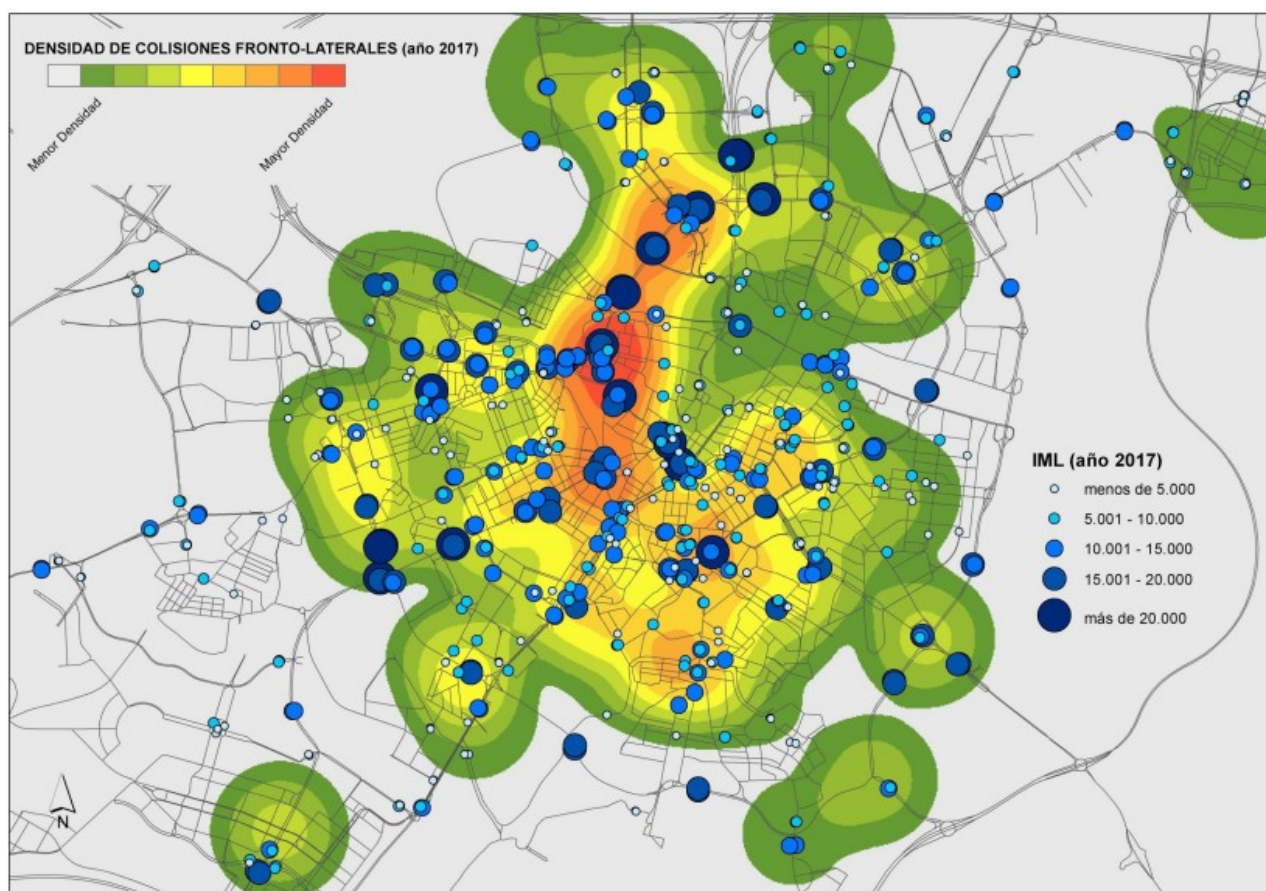 DENSIDAD DE COLISIONES FRONTO-LATERALES (año 2017)
Menor Densidad
Mayor Densidad
IML (año 2017)
menos de 5.000
5.001 - 10.000
10.001 - 15.000
15.001 - 20.000
más de 20.000
N